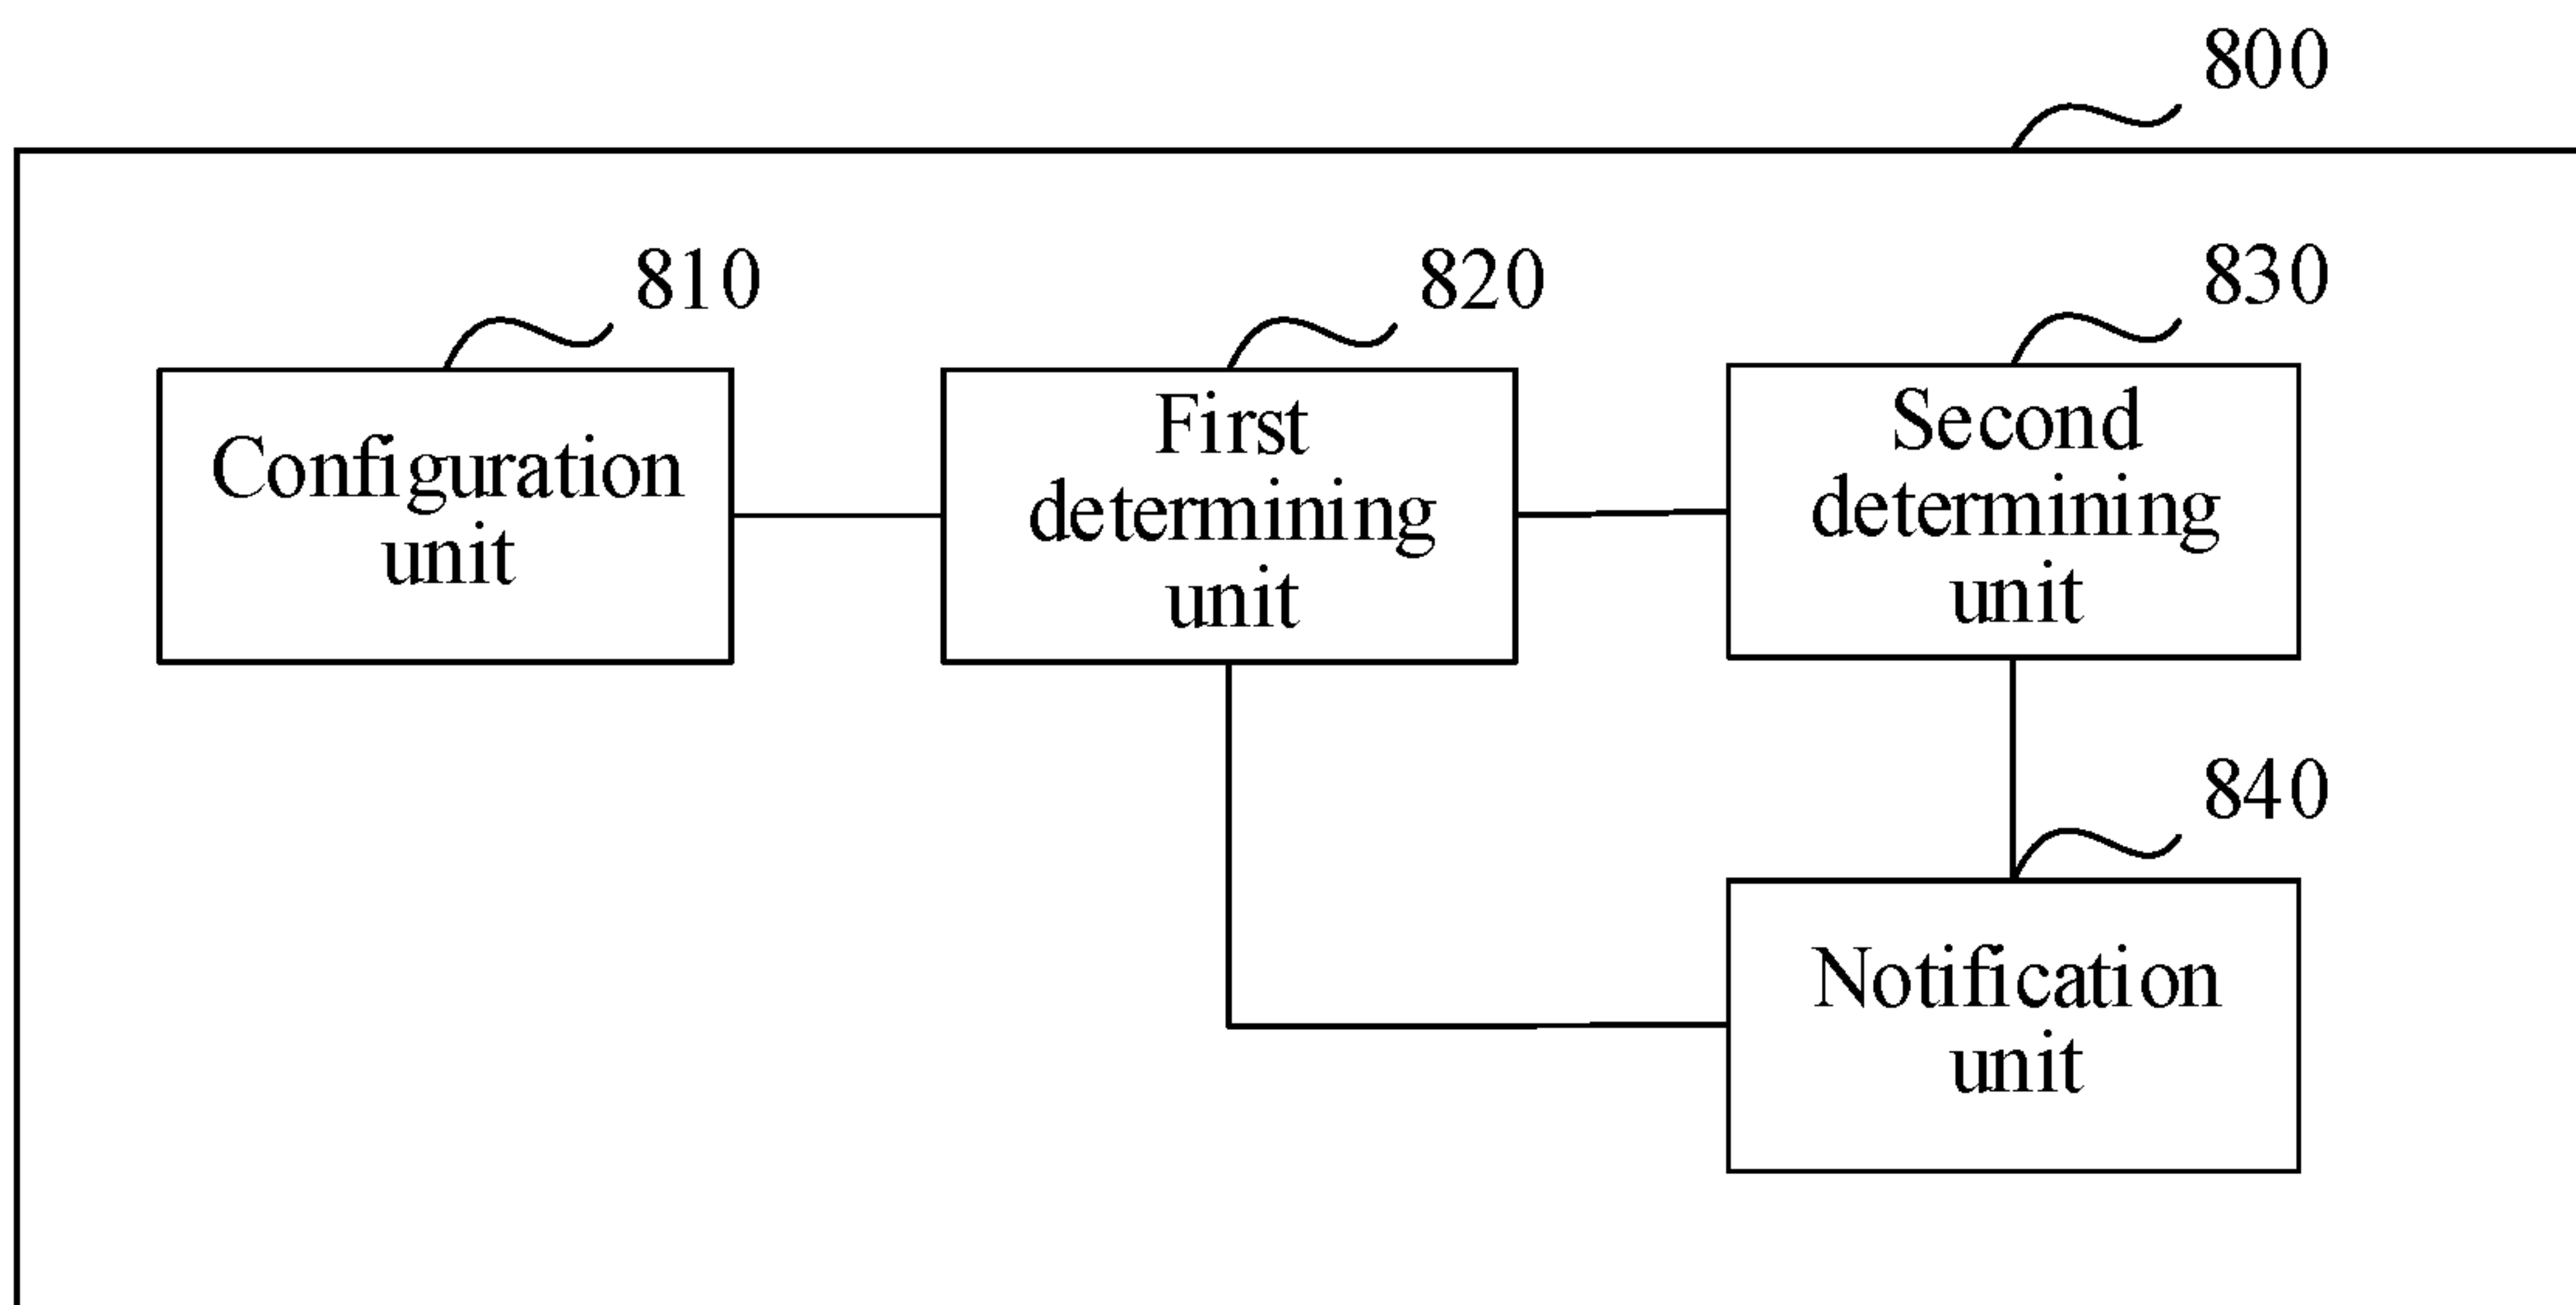 800
810
820
830
Configuration
unit
First
determining
unit
Second
determining
unit
840
Notification
unit